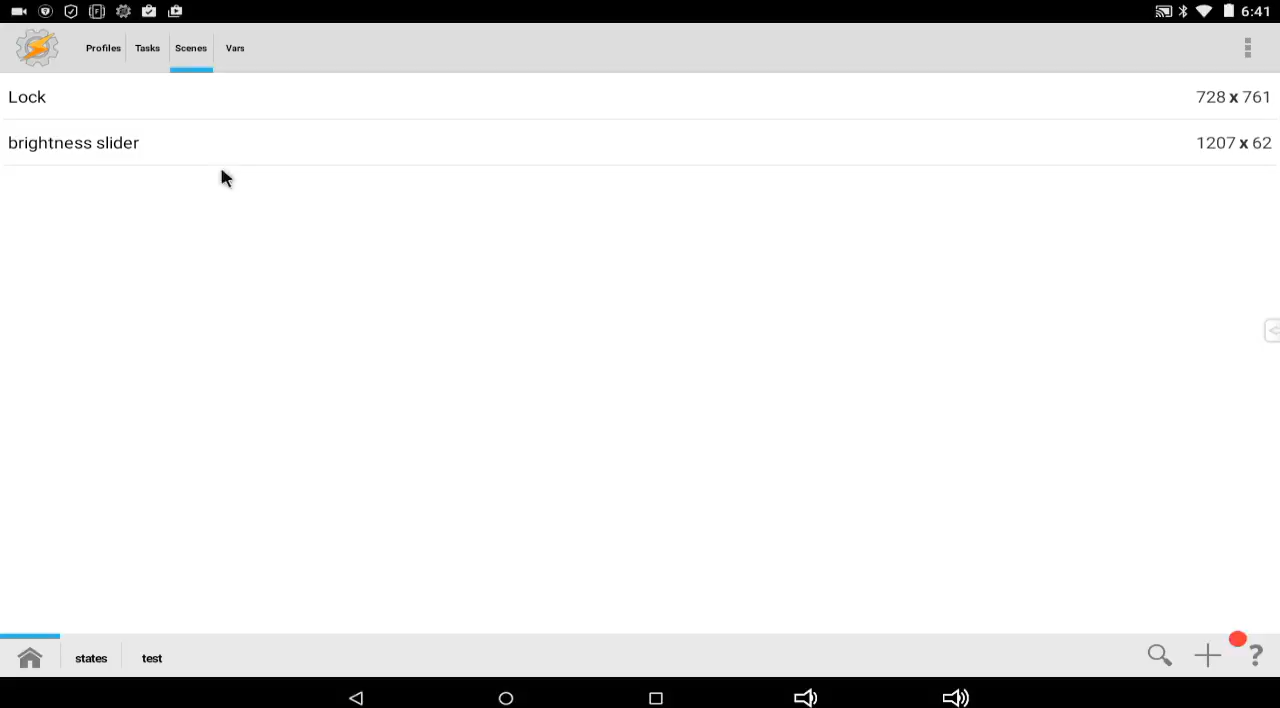 6:41
Profiles Tasks Scenes Vars
Lock 728 x 761
brightness slider 1207 x 62
states test ?